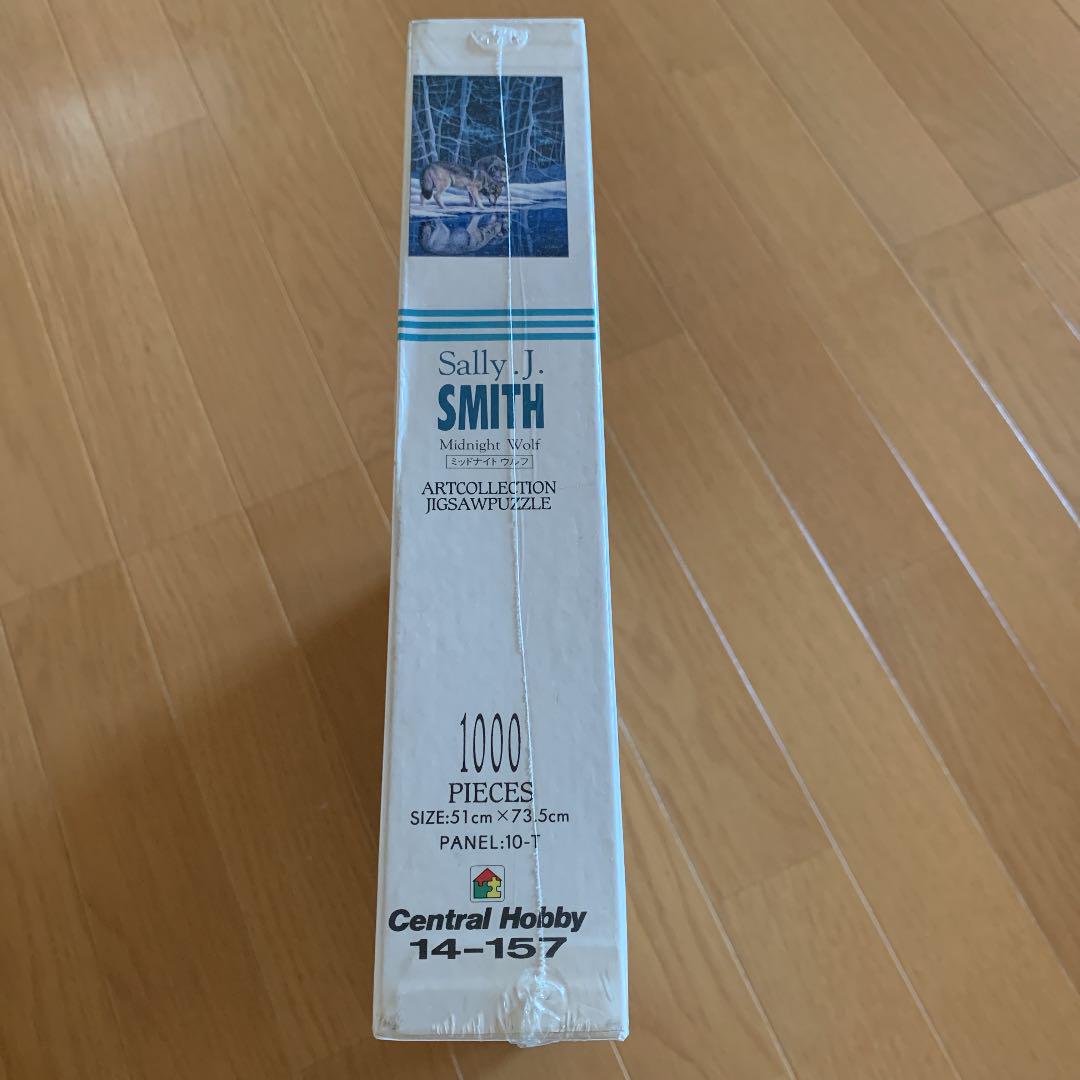 Sally.J.
SMITH
Midnight Wolf
ミッドナイト ウルフ
ARTCOLLECTION
JIGSAWPUZZLE
1000
PIECES
SIZE:51cm×73.5cm
PANEL:10-T
Central Hobby
14-157